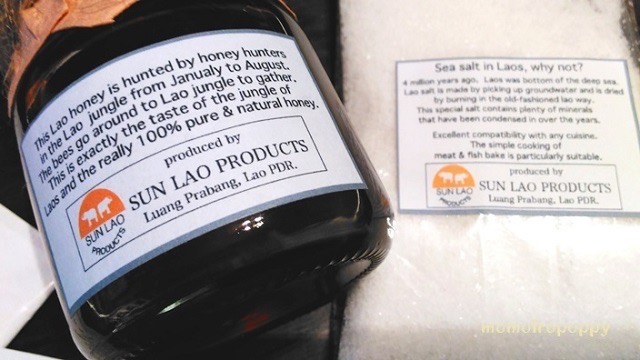 This Lao honey is hunted by honey hunters
in the Lao jungle from Janualy to August.
The bees go around to Lao jungle to gather.
This is exactly the taste of the jungle of
Laos and the really 100% pure & natural honey.
produced by
SUN LAO PRODUCTS
Luang Prabang, Lao PDR.
SUN LAO
PRODUCTS
Sea salt in Laos, why not?
4 million years ago, Laos was bottom of the deep sea.
Lao salt is made by picking up groundwater and is dried
by burning in the old-fashioned lao way.
This special salt contains plenty of minerals
that have been condensed in over the years.
Excellent compatibility with any cuisine.
The simple cooking of
meat & fish bake is particularly suitable.
produced by
SUN LAO PRODUCTS
Luang Prabang, Lao PDR.
SUN LAO
PRODUCTS
momoiropoppy